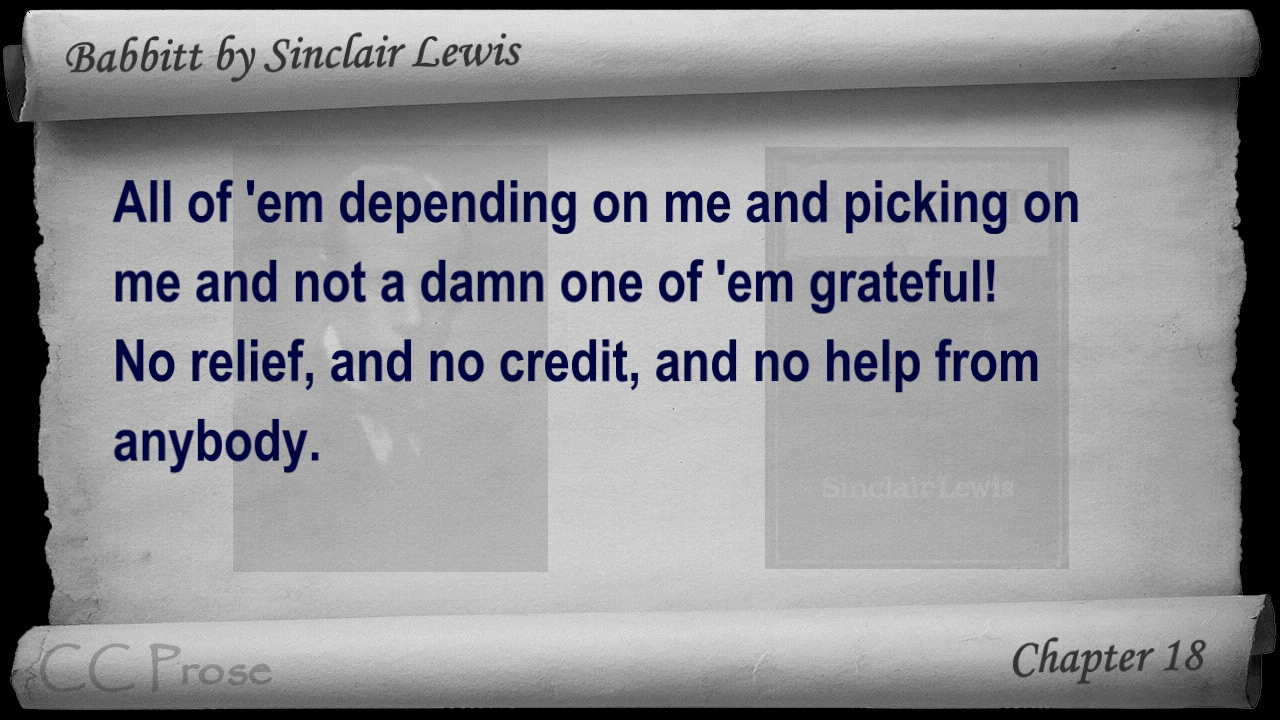 Babbitt by Sinclair Lewis
All of 'em depending on me and picking on
me and not a damn one of 'em grateful!
No relief, and no credit, and no help from
anybody.
Sinclair Lewis
CC Prose
Chapter 18